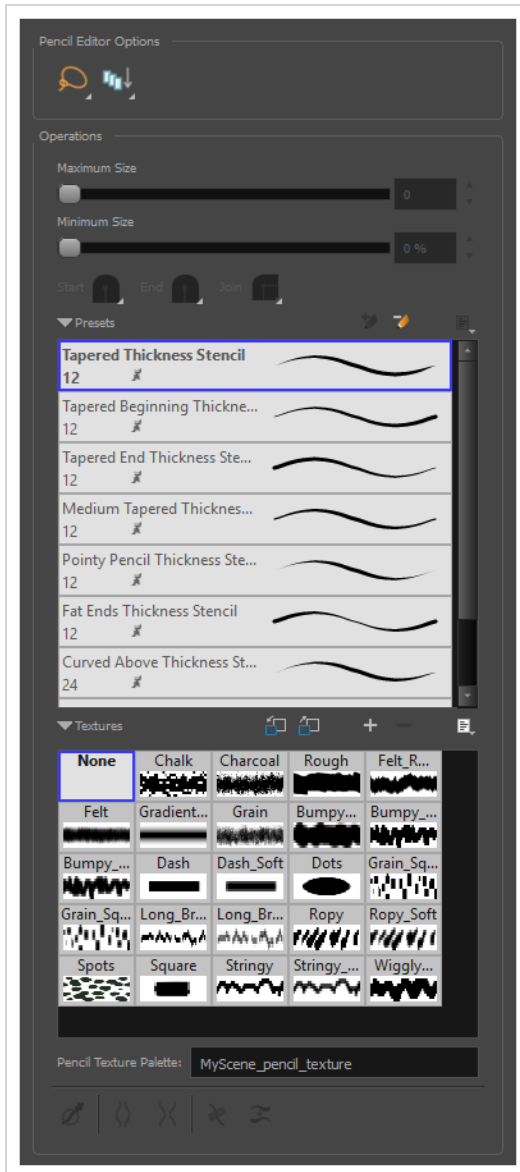 Pencil Editor Options
Operations
Maximum Size
0
Minimum Size
0 %
Start End Join
Presets
Tapered Thickness Stencil
12
Tapered Beginning Thickne...
12
Tapered End Thickness Ste...
12
Medium Tapered Thicknes...
12
Pointy Pencil Thickness Ste...
12
Fat Ends Thickness Stencil
12
Curved Above Thickness St...
24
Textures
None Chalk Charcoal Rough Felt_R...
Felt Gradient... Grain Bumpy... Bumpy_...
Bumpy_... Dash Dash_Soft Dots Grain_Sq...
Grain_Sq... Long_Br... Long_Br... Ropy Ropy_Soft
Spots Square Stringy Stringy_... Wiggly...
Pencil Texture Palette: MyScene_pencil_texture